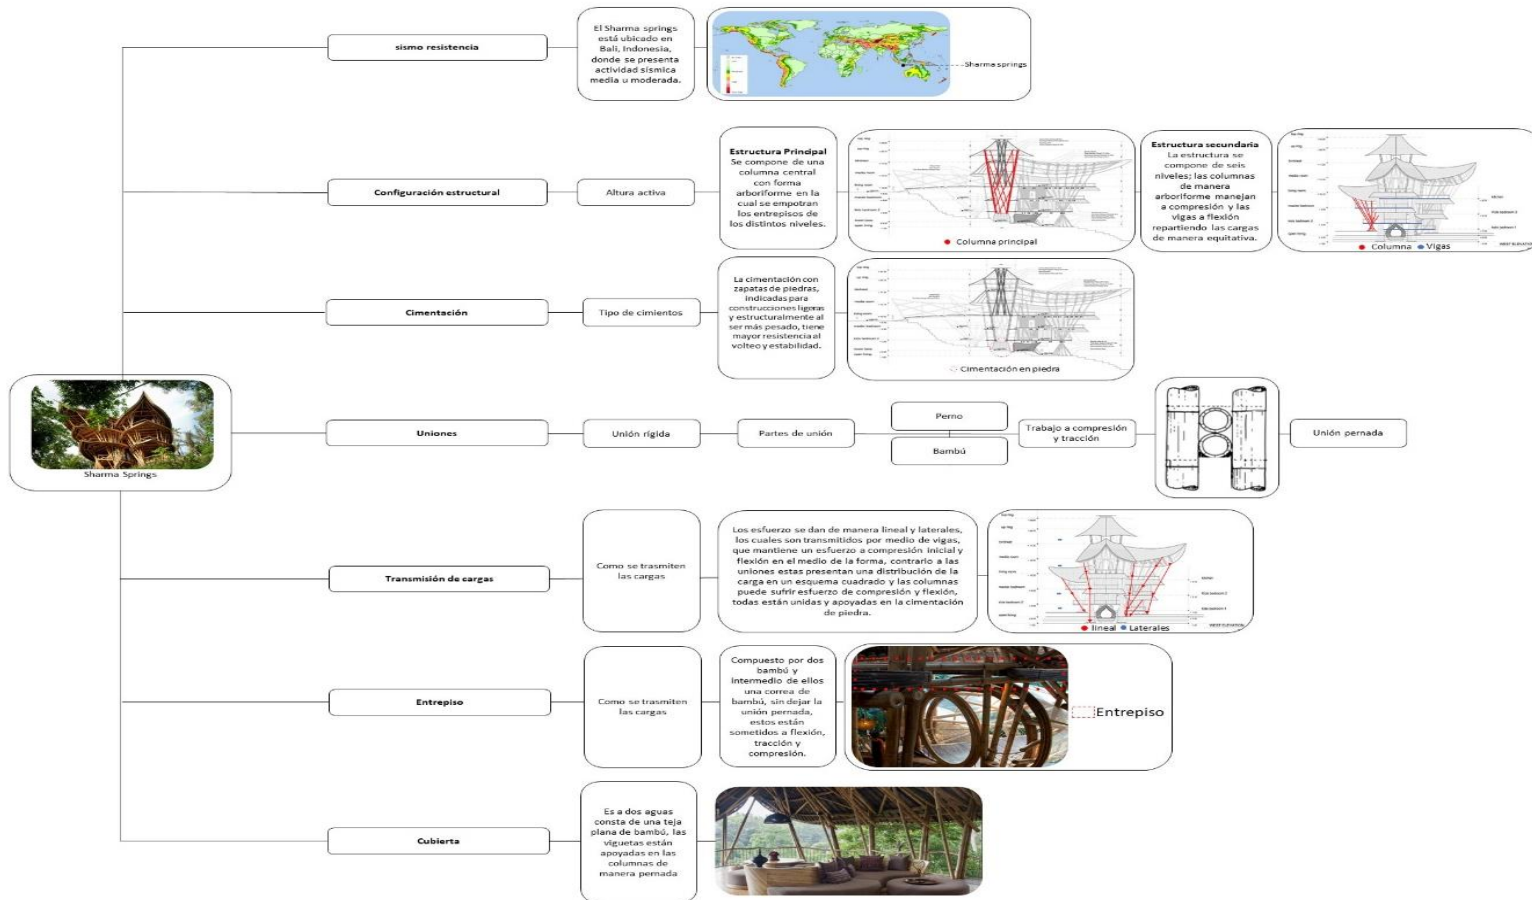 sismo resistencia
El Sharma springs
está ubicado en
Bali, Indonesia,
donde se presenta
actividad sísmica
media u moderada.
Sharma springs
Configuración estructural
Altura activa
Estructura Principal
Se compone de una
columna central
con forma
arboriforme en la
cual se empotran
los entrepisos de
los distintos niveles.
Columna principal
Estructura secundaria
La estructura se
compone de seis
niveles; las columnas
de manera
arboriforme manejan
a compresión y las
vigas a flexión
repartiendo las cargas
de manera equitativa.
Columna
Vigas
WEST ELEVATION
Cimentación
Tipo de cimientos
La cimentación con
zapatas de piedras,
indicadas para
construcciones ligeras
y estructuralmente al
ser más pesado, tiene
mayor resistencia al
volteo y estabilidad.
Cimentación en piedra
Sharma Springs
Uniones
Unión rígida
Partes de unión
Perno
Bambú
Trabajo a compresión
y tracción
Unión pernada
Transmisión de cargas
Como se trasmiten
las cargas
Los esfuerzo se dan de manera lineal y laterales,
los cuales son transmitidos por medio de vigas,
que mantiene un esfuerzo a compresión inicial y
flexión en el medio de la forma, contrario a las
uniones estas presentan una distribución de la
carga en un esquema cuadrado y las columnas
puede sufrir esfuerzo de compresión y flexión,
todas están unidas y apoyadas en la cimentación
de piedra.
lineal
Laterales
WEST ELEVATION
Entrepiso
Como se trasmiten
las cargas
Compuesto por dos
bambú y
intermedio de ellos
una correa de
bambú, sin dejar la
unión pernada,
estos están
sometidos a flexión,
tracción y
compresión.
Entrepiso
Cubierta
Es a dos aguas
consta de una teja
plana de bambú, las
viguetas están
apoyadas en las
columnas de
manera pernada